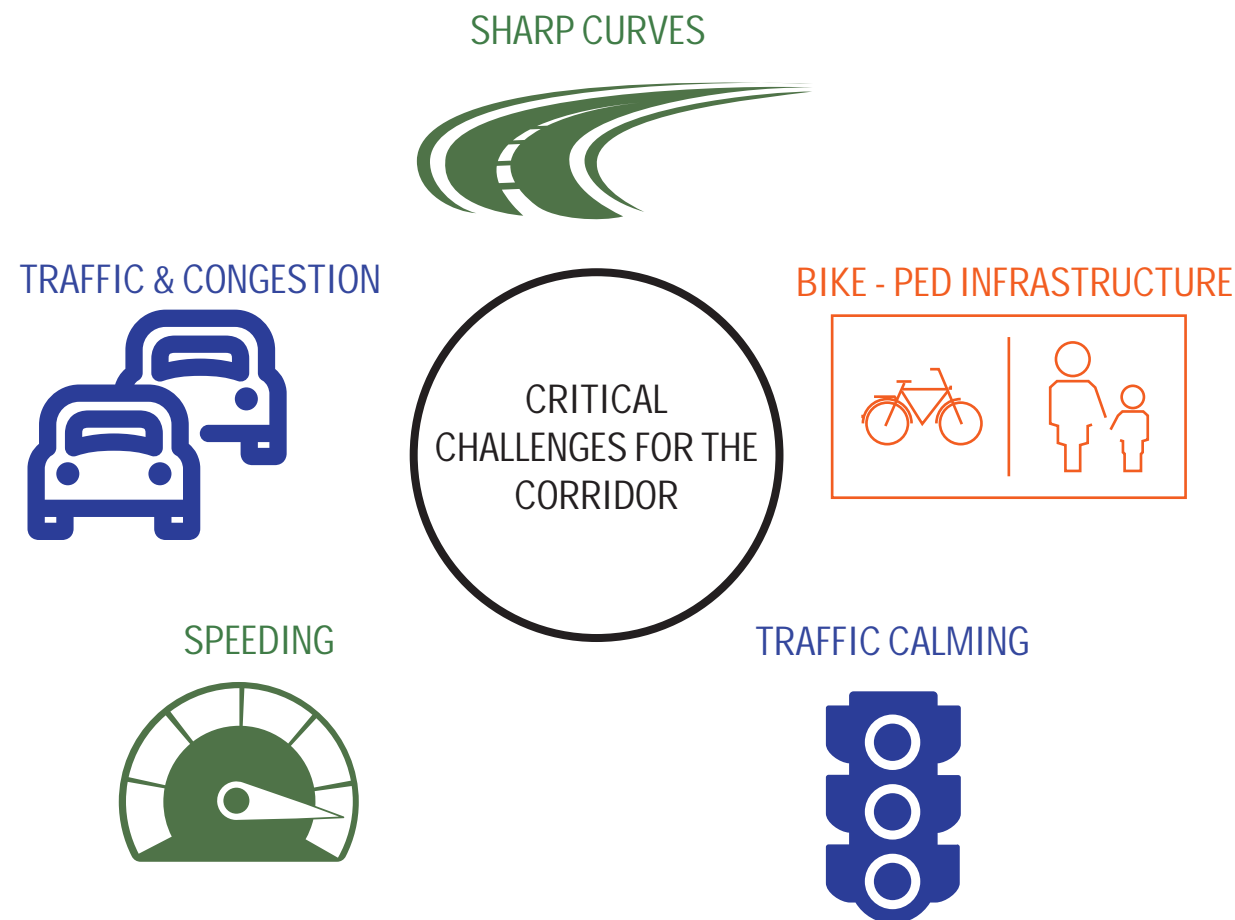 SHARP CURVES
TRAFFIC & CONGESTION
BIKE - PED INFRASTRUCTURE
CRITICAL
CHALLENGES FOR THE
CORRIDOR
SPEEDING
TRAFFIC CALMING